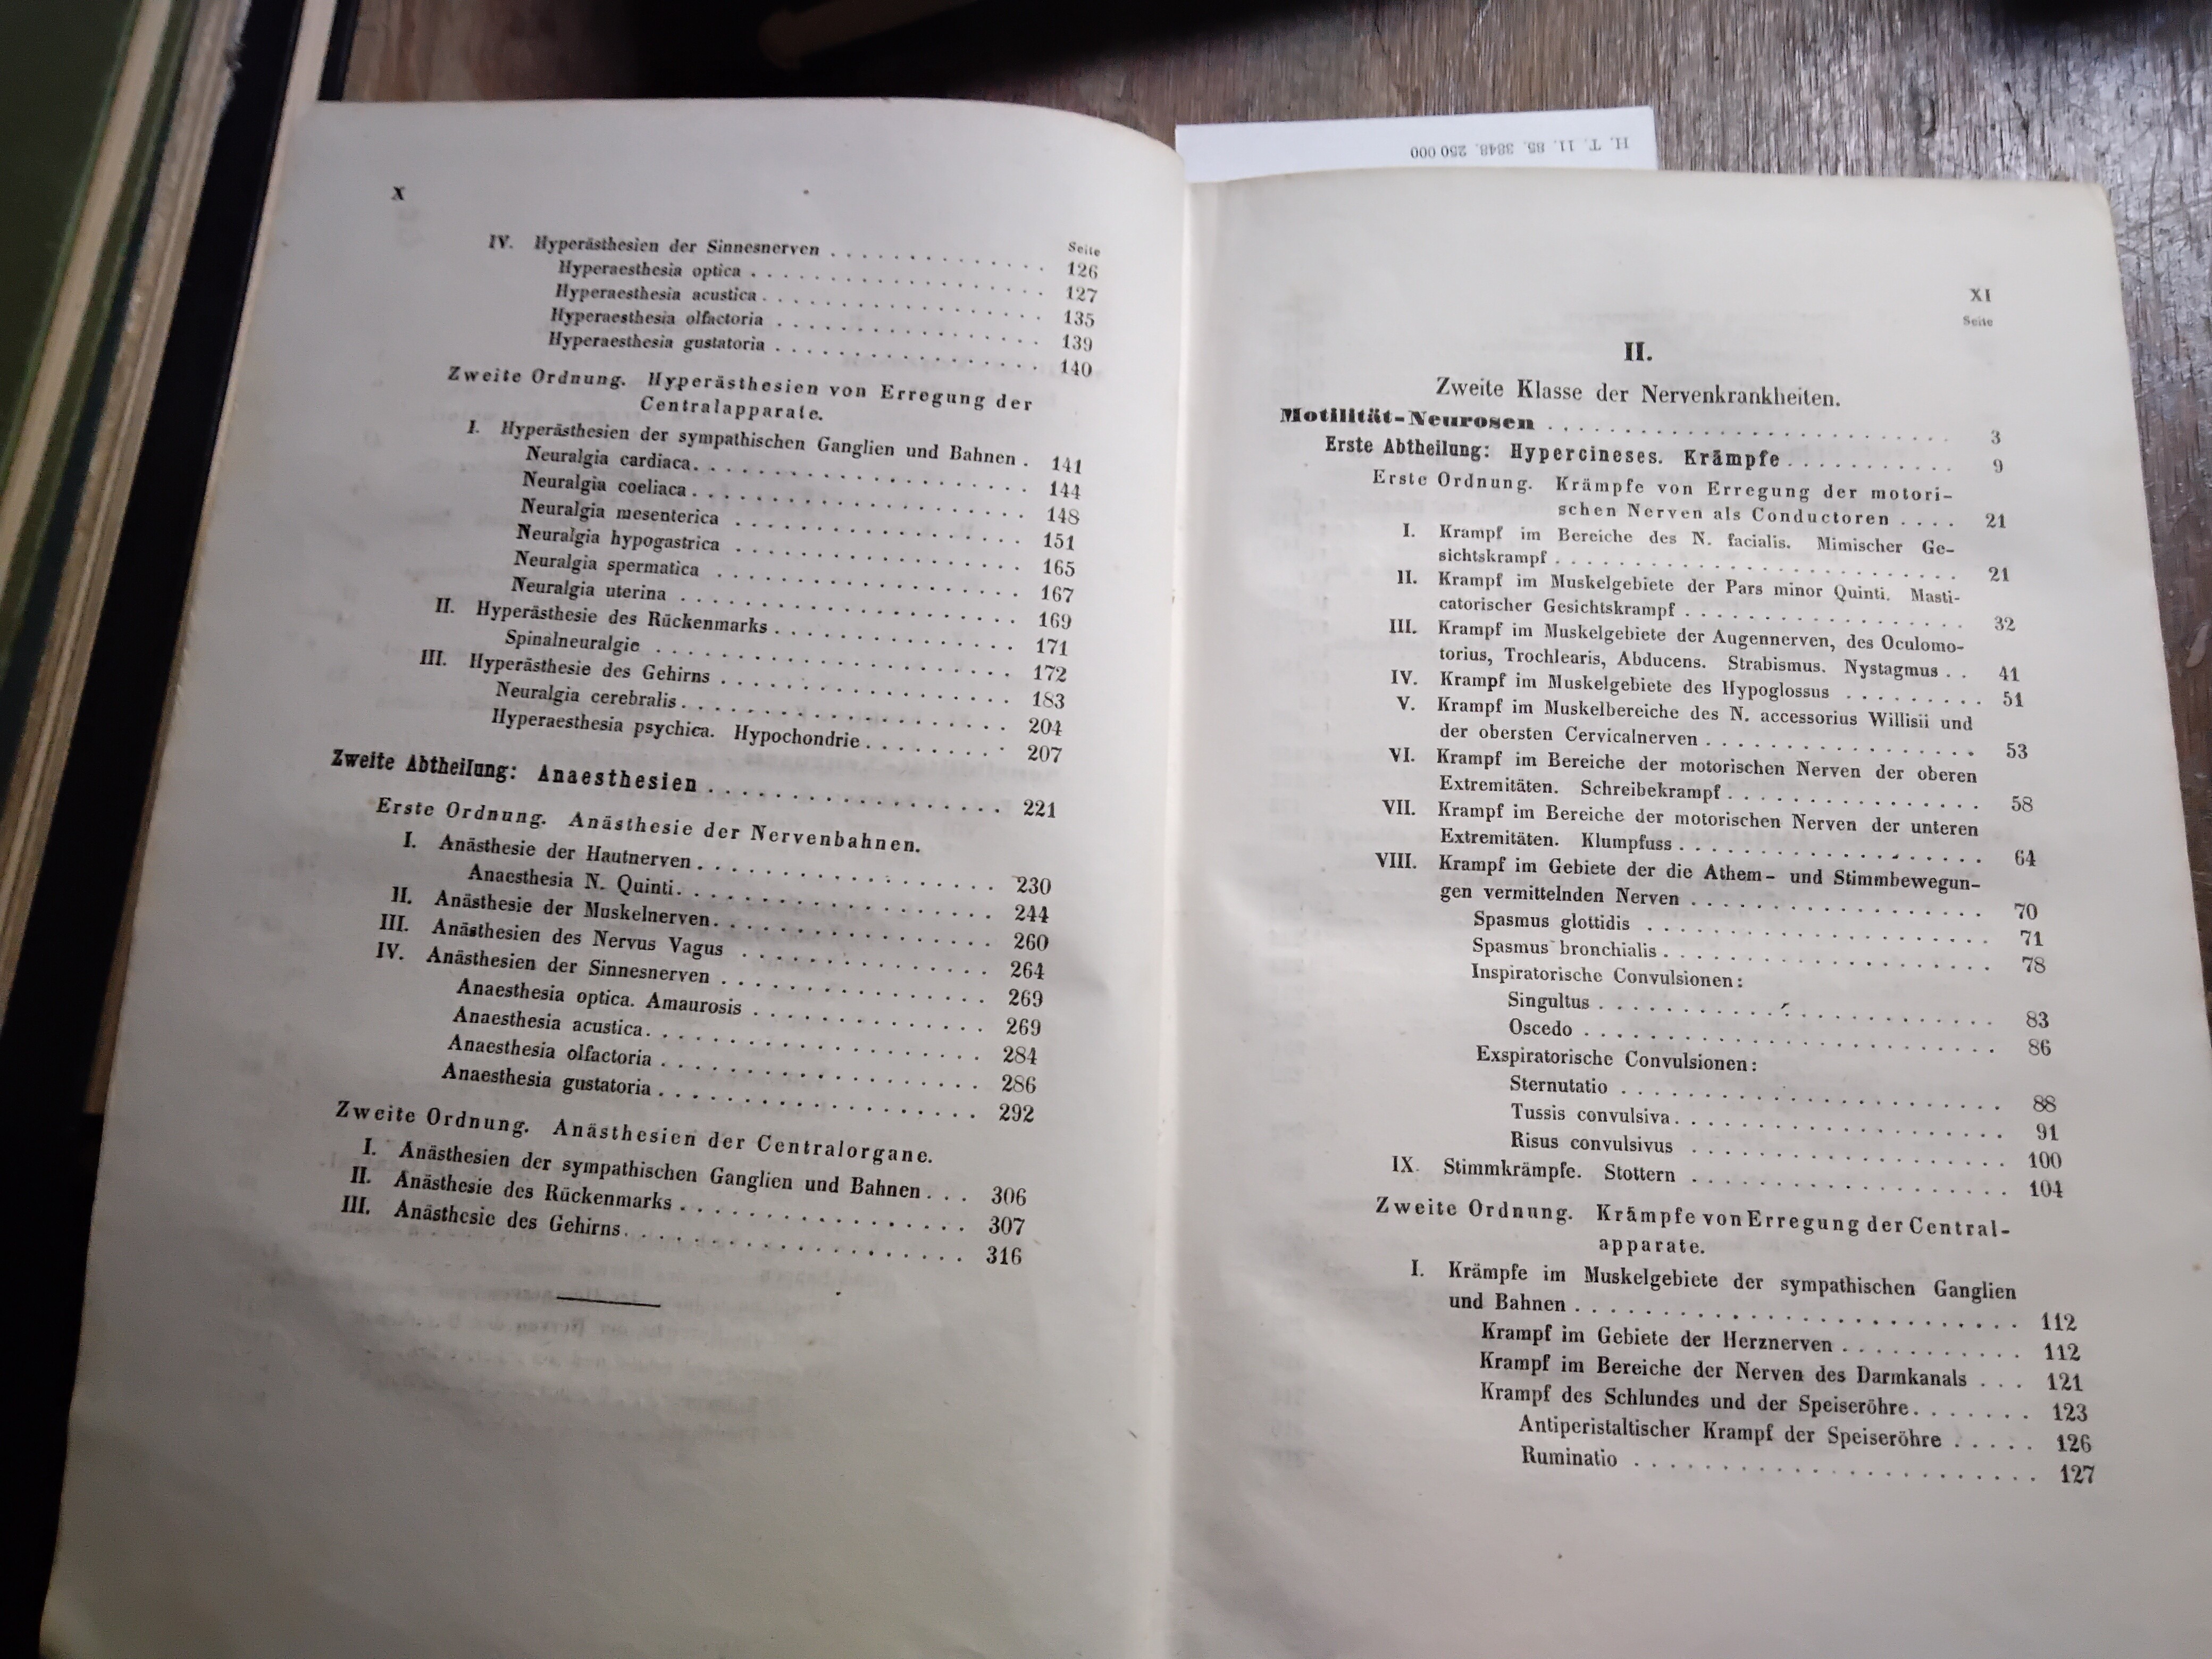 H. T. 11. 85. 3848. 250 000
X
Seite
IV. Hyperästhesien der Sinnesnerven . . . . . . . . . . . . . . 126
Hyperaesthesia optica . . . . . . . . . . . . . . . . . . . 127
Hyperaesthesia acustica . . . . . . . . . . . . . . . . . . 135
Hyperaesthesia olfactoria . . . . . . . . . . . . . . . . . 139
Hyperaesthesia gustatoria . . . . . . . . . . . . . . . . . 140
Zweite Ordnung. Hyperästhesien von Erregung der
Centralapparate.
I. Hyperästhesien der sympathischen Ganglien und Bahnen . 141
Neuralgia cardiaca. . . . . . . . . . . . . . . . . . . . . 144
Neuralgia coeliaca . . . . . . . . . . . . . . . . . . . . . 148
Neuralgia mesenterica . . . . . . . . . . . . . . . . . . . 151
Neuralgia hypogastrica . . . . . . . . . . . . . . . . . . 165
Neuralgia spermatica . . . . . . . . . . . . . . . . . . . 167
Neuralgia uterina . . . . . . . . . . . . . . . . . . . . . 169
II. Hyperästhesie des Rückenmarks . . . . . . . . . . . . . . . 171
Spinalneuralgie . . . . . . . . . . . . . . . . . . . . . . 172
III. Hyperästhesie des Gehirns . . . . . . . . . . . . . . . . . . 183
Neuralgia cerebralis . . . . . . . . . . . . . . . . . . . . 204
Hyperaesthesia psychica. Hypochondrie . . . . . . . . 207
Zweite Abtheilung: Anaesthesien . . . . . . . . . . . . . . . . . 221
Erste Ordnung. Anästhesie der Nervenbahnen.
I. Anästhesie der Hautnerven . . . . . . . . . . . . . . . . . . 230
Anaesthesia N. Quinti. . . . . . . . . . . . . . . . . . . 244
II. Anästhesie der Muskelnerven. . . . . . . . . . . . . . . . . 260
III. Anästhesien des Nervus Vagus . . . . . . . . . . . . . . . 264
IV. Anästhesien der Sinnesnerven . . . . . . . . . . . . . . . . 269
Anaesthesia optica. Amaurosis . . . . . . . . . . . . . . 269
Anaesthesia acustica. . . . . . . . . . . . . . . . . . . . 284
Anaesthesia olfactoria . . . . . . . . . . . . . . . . . . . 286
Anaesthesia gustatoria . . . . . . . . . . . . . . . . . . . 292
Zweite Ordnung. Anästhesien der Centralorgane.
I. Anästhesien der sympathischen Ganglien und Bahnen . . . 306
II. Anästhesie des Rückenmarks . . . . . . . . . . . . . . . . . 307
III. Anästhesie des Gehirns. . . . . . . . . . . . . . . . . . . . 316
XI
Seite
II.
Zweite Klasse der Nervenkrankheiten.
Motilität-Neurosen . . . . . . . . . . . . . . . . . . . . . . . . . 3
Erste Abtheilung: Hypercineses. Krämpfe . . . . . . . . . . . 9
Erste Ordnung. Krämpfe von Erregung der motori-
schen Nerven als Conductoren . . . . 21
I. Krampf im Bereiche des N. facialis. Mimischer Ge-
sichtskrampf . . . . . . . . . . . . . . . . . . . . . . . . . 21
II. Krampf im Muskelgebiete der Pars minor Quinti. Masti-
catorischer Gesichtskrampf . . . . . . . . . . . . . . . . . 32
III. Krampf im Muskelgebiete der Augennerven, des Oculomo-
torius, Trochlearis, Abducens. Strabismus. Nystagmus . . 41
IV. Krampf im Muskelgebiete des Hypoglossus . . . . . . . . . 51
V. Krampf im Muskelbereiche des N. accessorius Willisii und
der obersten Cervicalnerven . . . . . . . . . . . . . . . . . 53
VI. Krampf im Bereiche der motorischen Nerven der oberen
Extremitäten. Schreibekrampf . . . . . . . . . . . . . . . . 58
VII. Krampf im Bereiche der motorischen Nerven der unteren
Extremitäten. Klumpfuss . . . . . . . . . . . . . . . . . . . 64
VIII. Krampf im Gebiete der die Athem- und Stimmbewegun-
gen vermittelnden Nerven . . . . . . . . . . . . . . . . . . 70
Spasmus glottidis . . . . . . . . . . . . . . . . . . . . . . 71
Spasmus bronchialis . . . . . . . . . . . . . . . . . . . . . 78
Inspiratorische Convulsionen:
Singultus . . . . . . . . . . . . . . . . . . . . . . . . . 83
Oscedo . . . . . . . . . . . . . . . . . . . . . . . . . . 86
Exspiratorische Convulsionen:
Sternutatio . . . . . . . . . . . . . . . . . . . . . . . . 88
Tussis convulsiva. . . . . . . . . . . . . . . . . . . . . 91
Risus convulsivus . . . . . . . . . . . . . . . . . . . . 100
IX. Stimmkrämpfe. Stottern . . . . . . . . . . . . . . . . . . . 104
Zweite Ordnung. Krämpfe von Erregung der Central-
apparate.
I. Krämpfe im Muskelgebiete der sympathischen Ganglien
und Bahnen . . . . . . . . . . . . . . . . . . . . . . . . . 112
Krampf im Gebiete der Herznerven . . . . . . . . . . . 112
Krampf im Bereiche der Nerven des Darmkanals . . . 121
Krampf des Schlundes und der Speiseröhre. . . . . . . 123
Antiperistaltischer Krampf der Speiseröhre . . . . . 126
Ruminatio . . . . . . . . . . . . . . . . . . . . . . . . 127